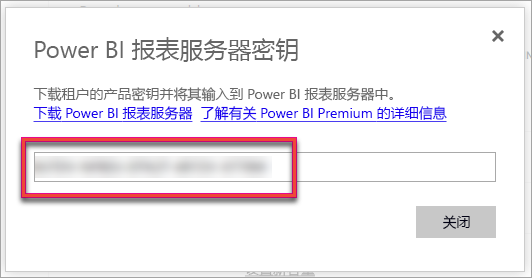 Power BI 报表服务器密钥
下载租户的产品密钥并将其输入到 Power BI 报表服务器中。
下载 Power BI 报表服务器 了解有关 Power BI Premium 的详细信息
关闭